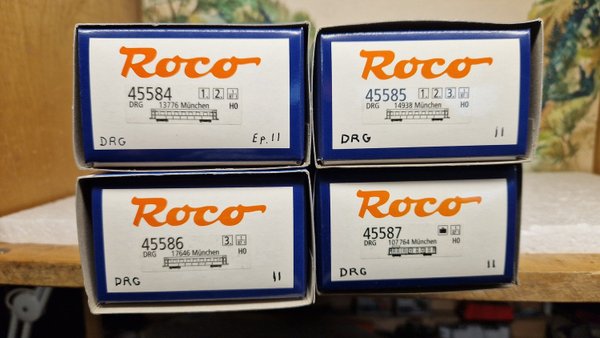 Roco
45584 1. 2.
DRG 13776 München H0
DRG Ep. II
Roco
45585 1. 2. 3.
DRG 14938 München H0
DRG II
Roco
45586 3.
DRG 17646 München H0
DRG II
Roco
45587
DRG 107 764 München H0
DRG II